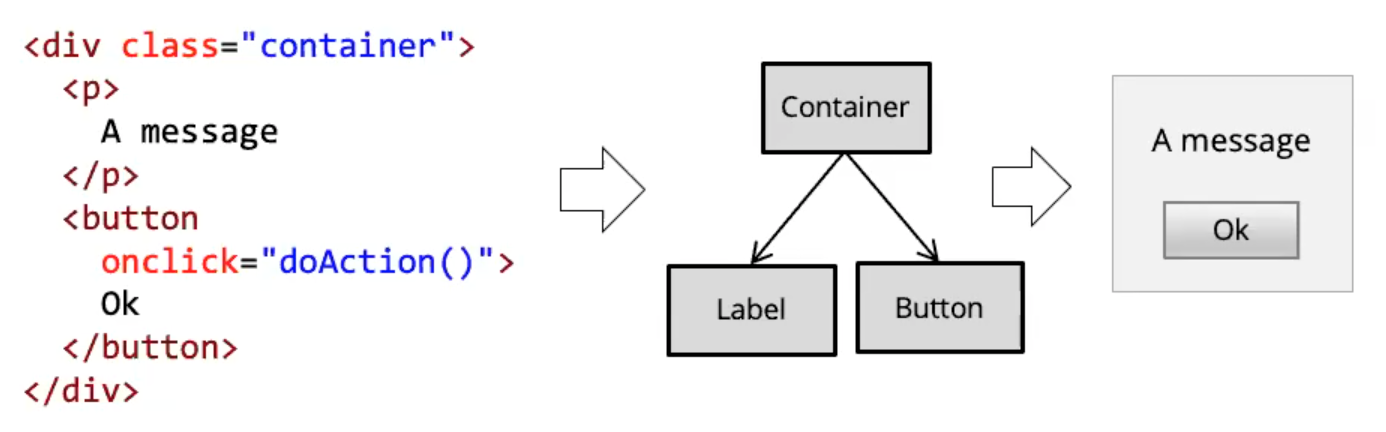 <div class="container">
<p>
A message
</p>
<button
onclick="doAction()">
Ok
</button>
</div>
Container
Label
Button
A message
Ok